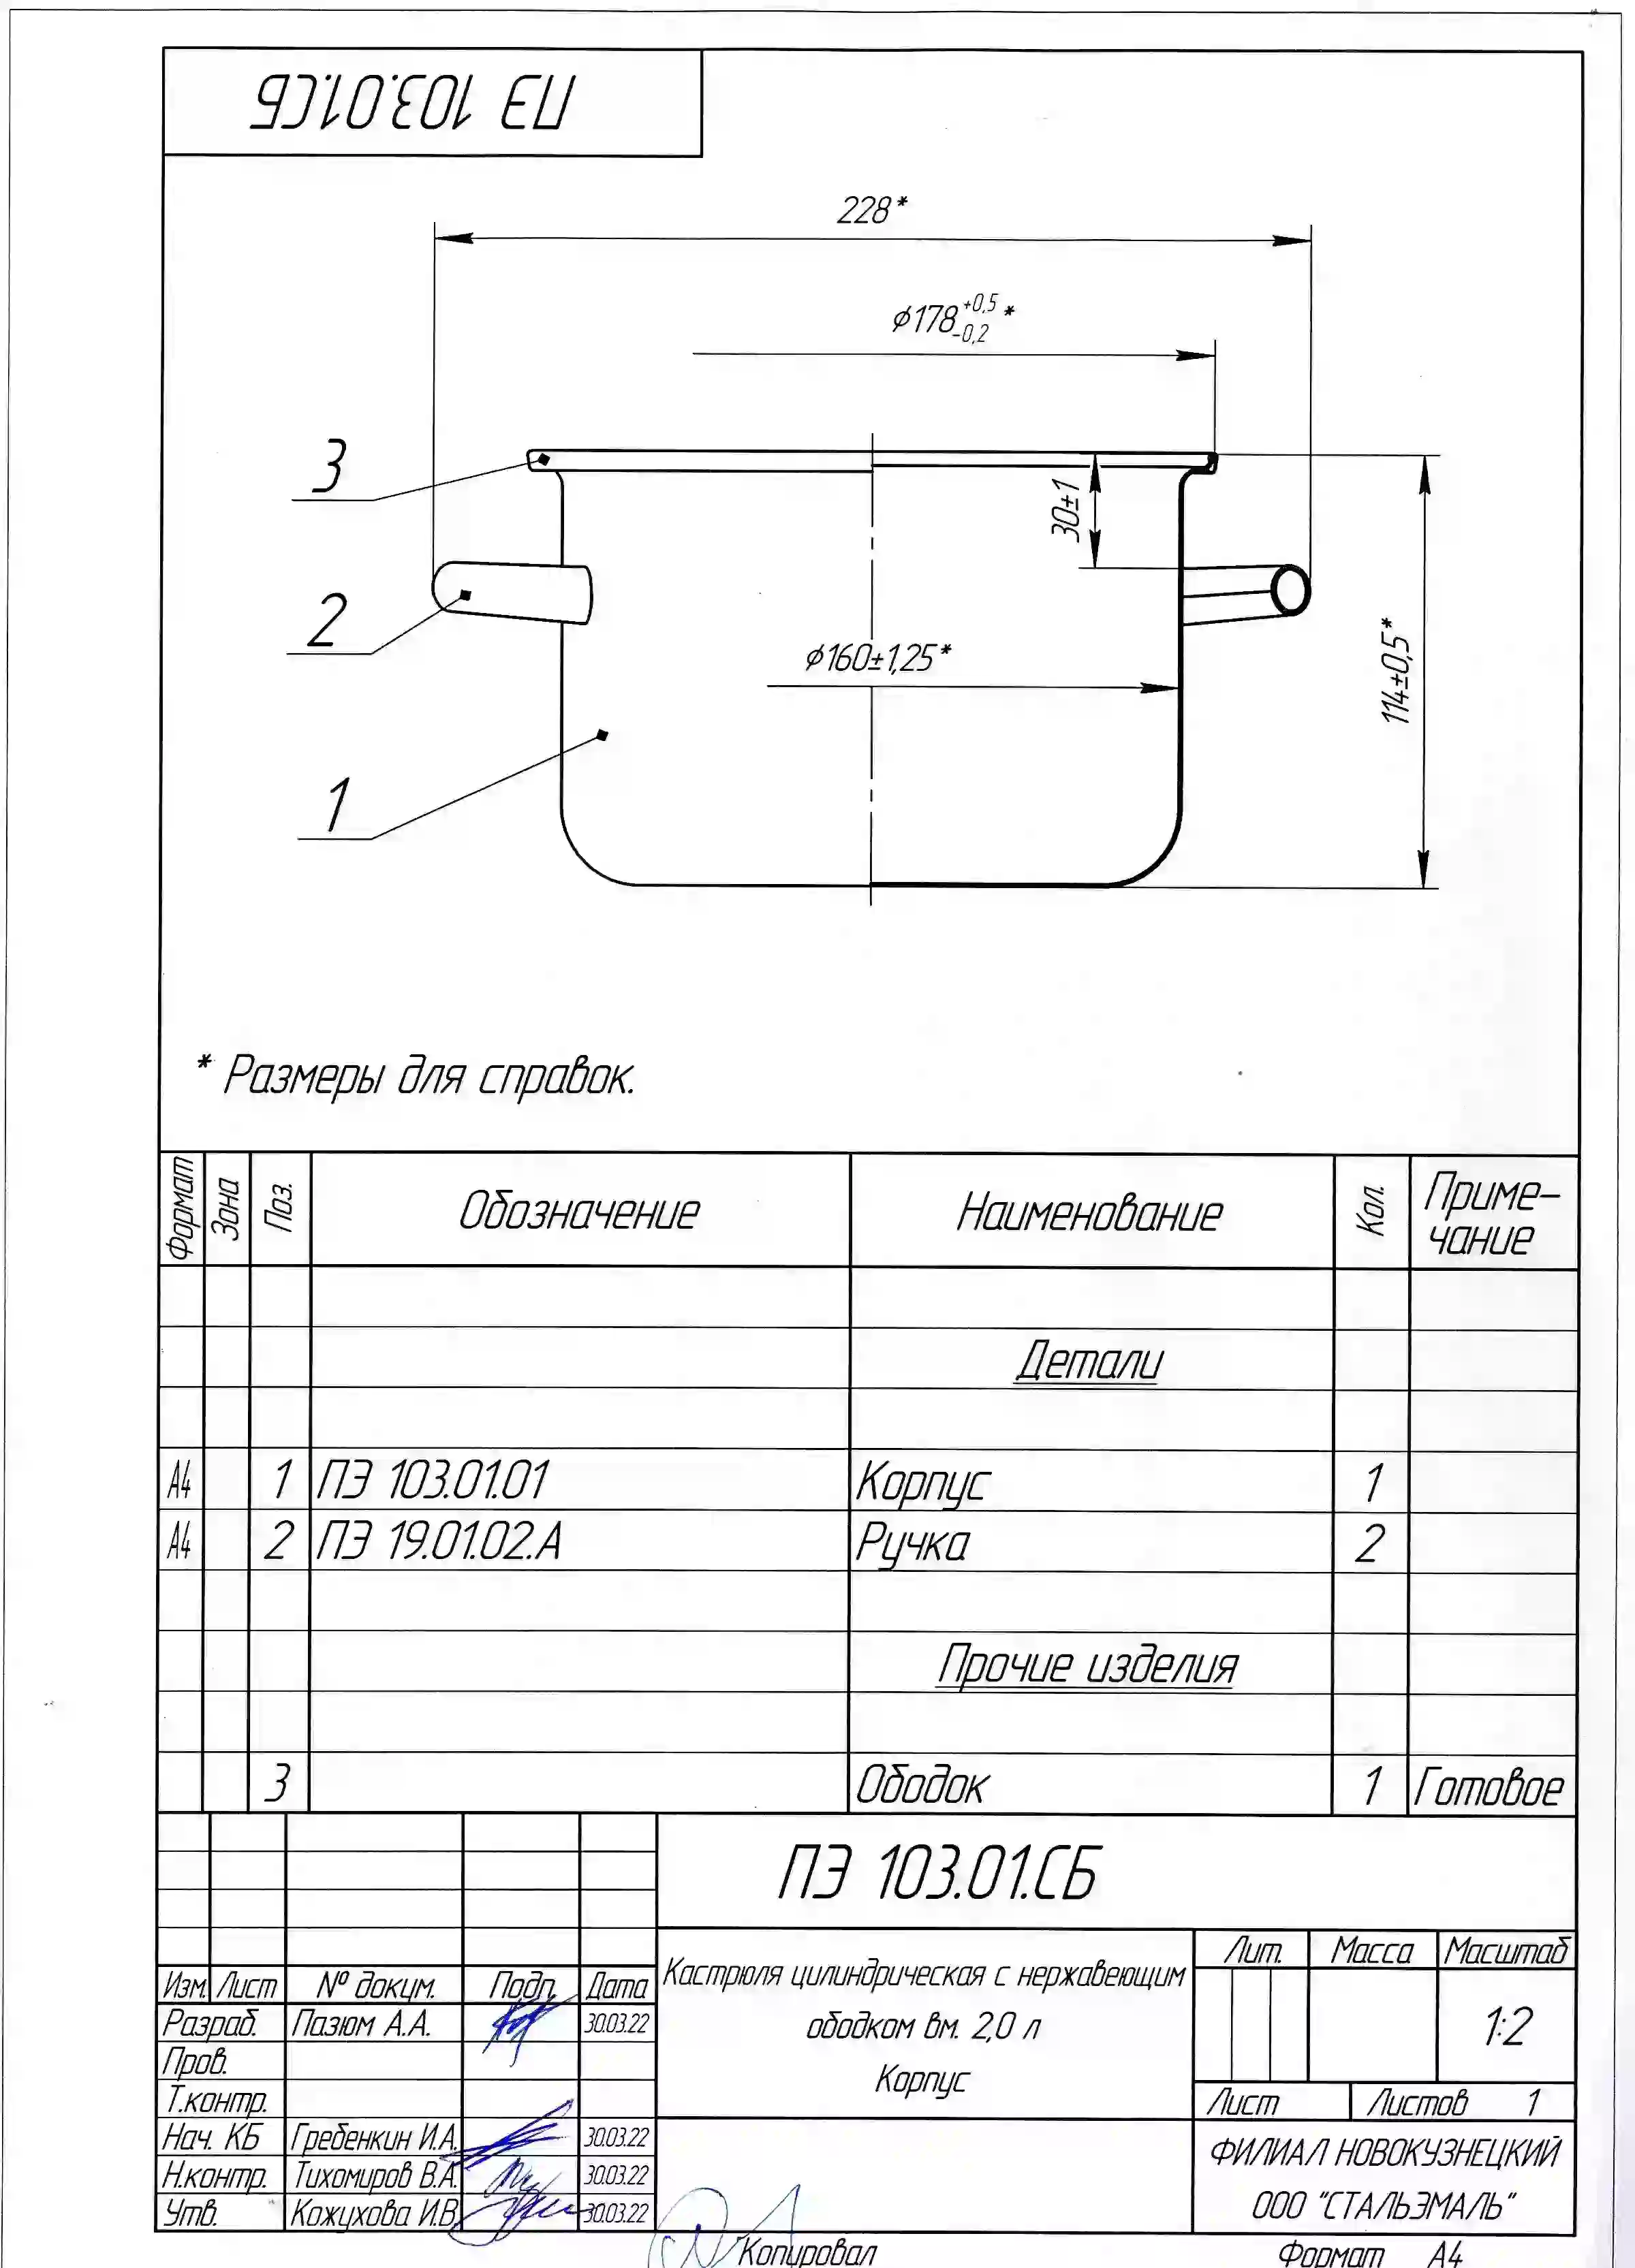 ПЭ 103.01.СБ
228*
⌀178 +0,5 -0,2 *
3
30±1
2
⌀160±1,25*
114±0,5*
1
* Размеры для справок.
Формат Зона Поз. Обозначение Наименование Кол. Приме-
чание
Детали
А4 1 ПЭ 103.01.01 Корпус 1
А4 2 ПЭ 19.01.02.А Ручка 2
Прочие изделия
3 Ободок 1 Готовое
ПЭ 103.01.СБ
Изм. Лист № докум. Подп. Дата
Разраб. Пазюм А.А. 30.03.22
Пров.
Т.контр.
Нач. КБ Гребенкин И.А. 30.03.22
Н.контр. Тихомиров В.А. 30.03.22
Утв. Кожухова И.В. 30.03.22
Кастрюля цилиндрическая с нержавеющим
ободком вм. 2,0 л
Корпус
Лит. Масса Масштаб
1:2
Лист Листов 1
ФИЛИАЛ НОВОКУЗНЕЦКИЙ
ООО "СТАЛЬЭМАЛЬ"
Копировал Формат А4